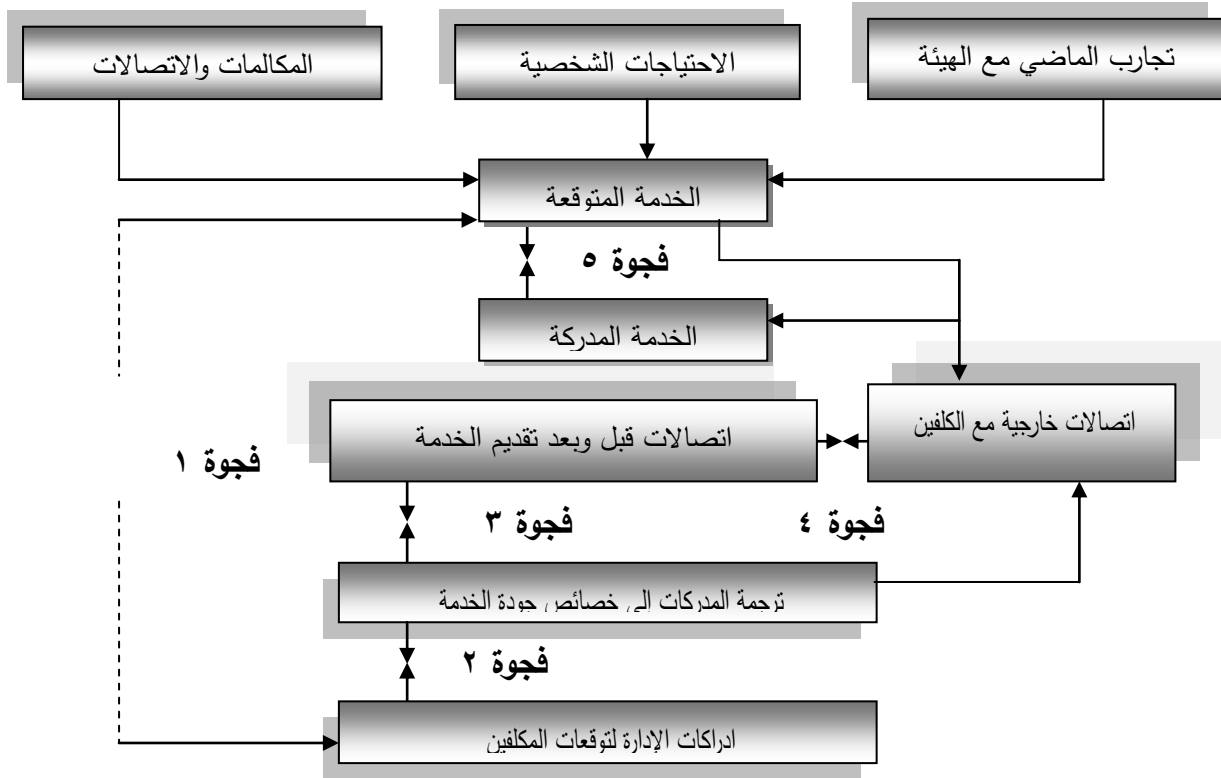 تجارب الماضي مع الهيئة
الاحتياجات الشخصية
المكالمات والاتصالات
الخدمة المتوقعة
فجوة ٥
الخدمة المدركة
اتصالات خارجية مع الكلفين
اتصالات قبل وبعد تقديم الخدمة
فجوة ١
فجوة ٤
فجوة ٣
ترجمة المدركات إلى خصائص جودة الخدمة
فجوة ٢
ادراكات الإدارة لتوقعات المكلفين